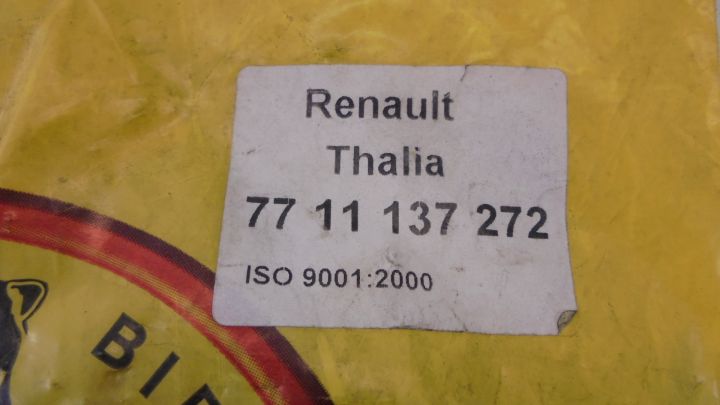 Renault
Thalia
77 11 137 272
ISO 9001:2000